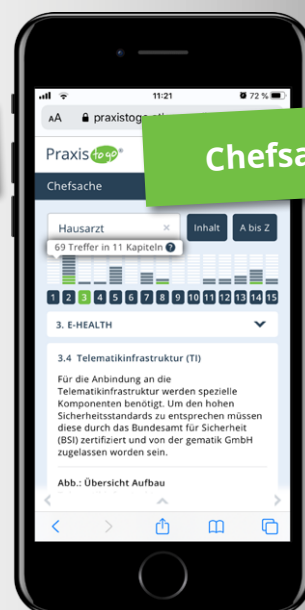 11:21
72 %
AA
praxistogo
Chefsa
Praxis to go®
Chefsache
Hausarzt × Inhalt A bis Z
69 Treffer in 11 Kapiteln ?
1 2 3 4 5 6 7 8 9 10 11 12 13 14 15
3. E-HEALTH
3.4 Telematikinfrastruktur (TI)
Für die Anbindung an die
Telematikinfrastruktur werden spezielle
Komponenten benötigt. Um den hohen
Sicherheitsstandards zu entsprechen müssen
diese durch das Bundesamt für Sicherheit
(BSI) zertifiziert und von der gematik GmbH
zugelassen worden sein.
Abb.: Übersicht Aufbau